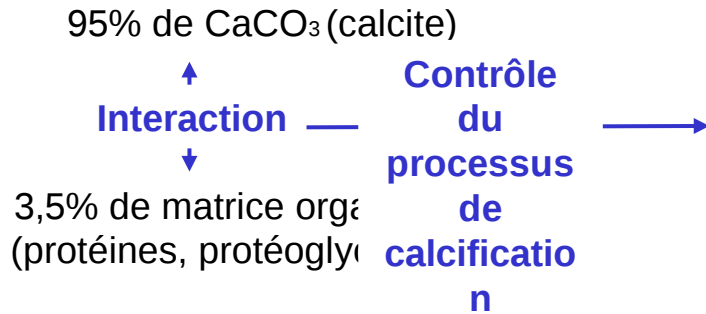 95% de CaCO₃ (calcite)
Interaction
3,5% de matrice orga
(protéines, protéogly
Contrôle
du
processus
de
calcificatio
n